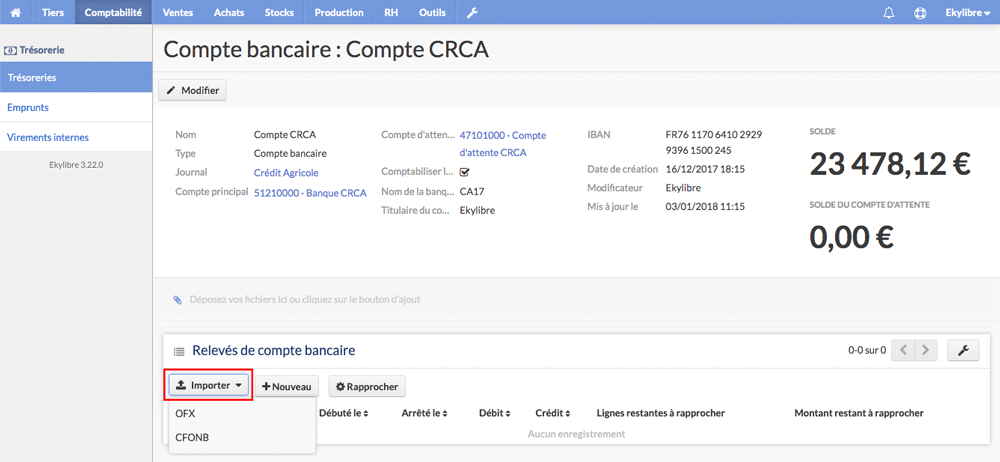 Tiers Comptabilité Ventes Achats Stocks Production RH Outils Ekylibre
Trésorerie
Trésoreries
Emprunts
Virements internes
Ekylibre 3.22.0
Compte bancaire : Compte CRCA
Modifier
Nom Compte CRCA
Type Compte bancaire
Journal Crédit Agricole
Compte principal 51210000 - Banque CRCA
Compte d'atten... 47101000 - Compte
d'attente CRCA
Comptabiliser l...
Nom de la banq... CA17
Titulaire du co... Ekylibre
IBAN FR76 1170 6410 2929
9396 1500 245
Date de création 16/12/2017 18:15
Modificateur Ekylibre
Mis à jour le 03/01/2018 11:15
SOLDE
23 478,12 €
SOLDE DU COMPTE D'ATTENTE
0,00 €
Déposez vos fichiers ici ou cliquez sur le bouton d'ajout
Relevés de compte bancaire 0-0 sur 0
Importer Nouveau Rapprocher
OFX
CFONB
Débuté le Arrêté le Débit Crédit Lignes restantes à rapprocher Montant restant à rapprocher
Aucun enregistrement